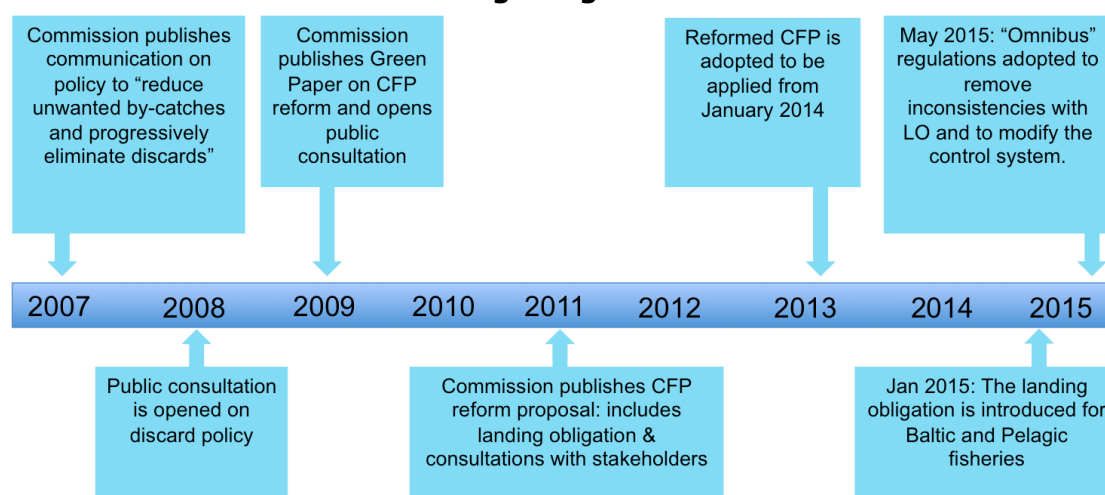 Commission publishes
communication on
policy to “reduce
unwanted by-catches
and progressively
eliminate discards”
Commission
publishes Green
Paper on CFP
reform and opens
public
consultation
Reformed CFP is
adopted to be
applied from
January 2014
May 2015: “Omnibus”
regulations adopted to
remove
inconsistencies with
LO and to modify the
control system.
2007 2008 2009 2010 2011 2012 2013 2014 2015
Public consultation
is opened on
discard policy
Commission publishes CFP
reform proposal: includes
landing obligation &
consultations with stakeholders
Jan 2015: The landing
obligation is introduced for
Baltic and Pelagic
fisheries